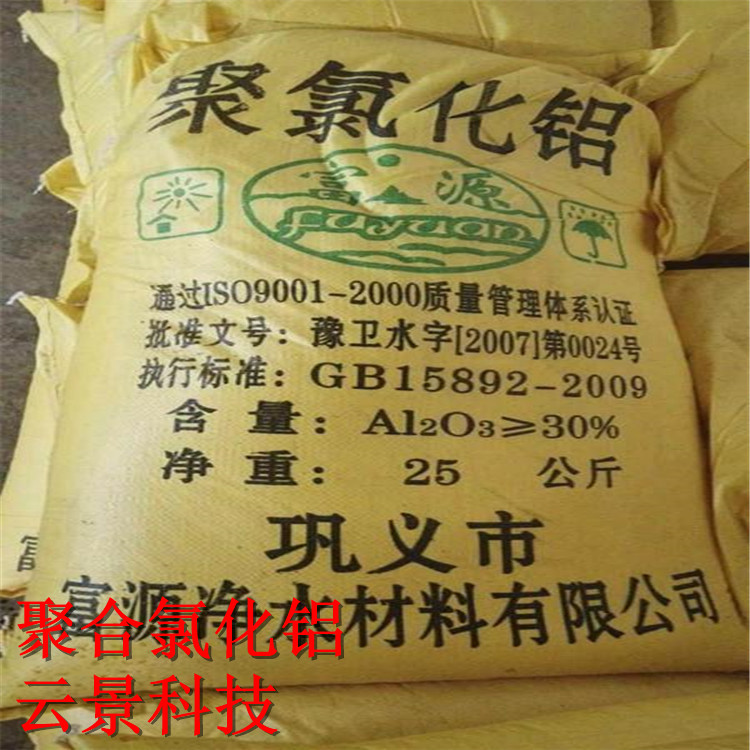 聚氯化铝
富源
Fuyuan
通过ISO9001-2000质量管理体系认证
批准文号：豫卫水字[2007]第0024号
执行标准：GB15892-2009
含量：Al₂O₃≥30%
净重：25 公斤
巩义市
富源净水材料有限公司
聚合氯化铝
云景科技
富